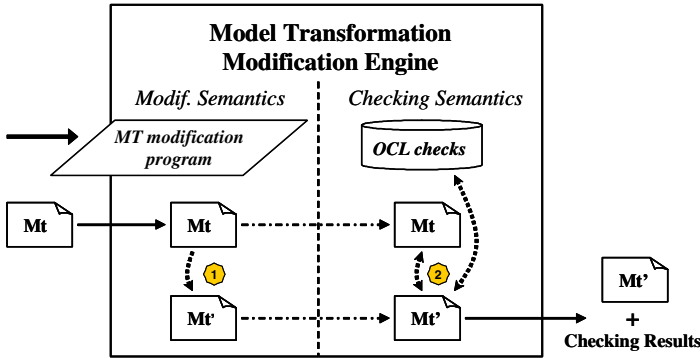 Model Transformation
Modification Engine
Modif. Semantics
Checking Semantics
MT modification
program
OCL checks
Mt
Mt
Mt
1
2
Mt'
Mt’
Mt’
+
Checking Results